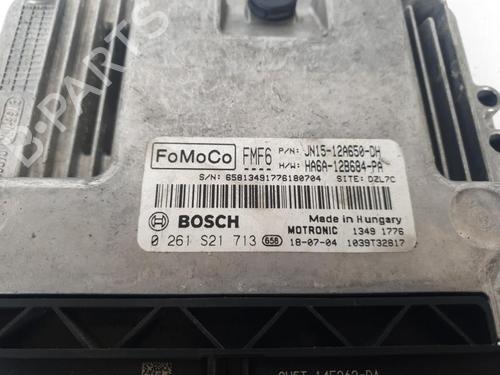 FoMoCo FMF6 P/N: JN15-12A650-DH
H/W: HA6A-12B684-PA
S/N: 65813491776180704 SITE: DZL7C
BOSCH Made in Hungary
MOTRONIC 1349 1776
0 261 S21 713 656 18-07-04 1039T32817